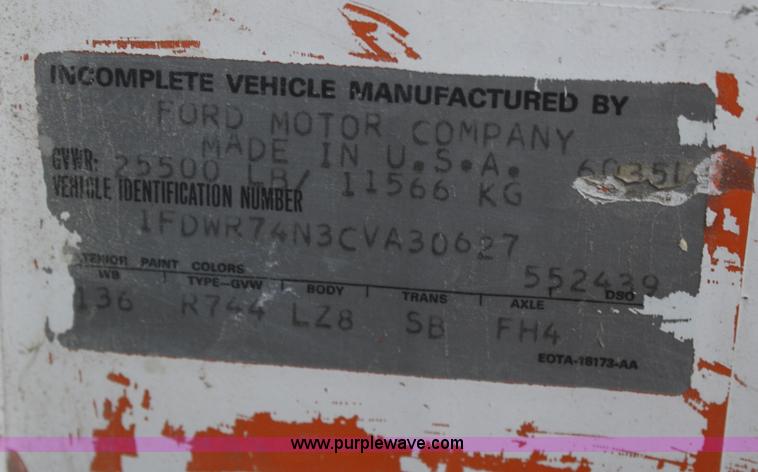 INCOMPLETE VEHICLE MANUFACTURED BY
FORD MOTOR COMPANY
MADE IN U.S.A.
GVWR: 25500 LB/ 11566 KG
VEHICLE IDENTIFICATION NUMBER
1FDWR74N3CVA30627
PAINT COLORS
552439
WB TYPE-GVW BODY TRANS AXLE DSO
136 R744 LZ8 SB FH4
EOTA-18173-AA
www.purplewave.com